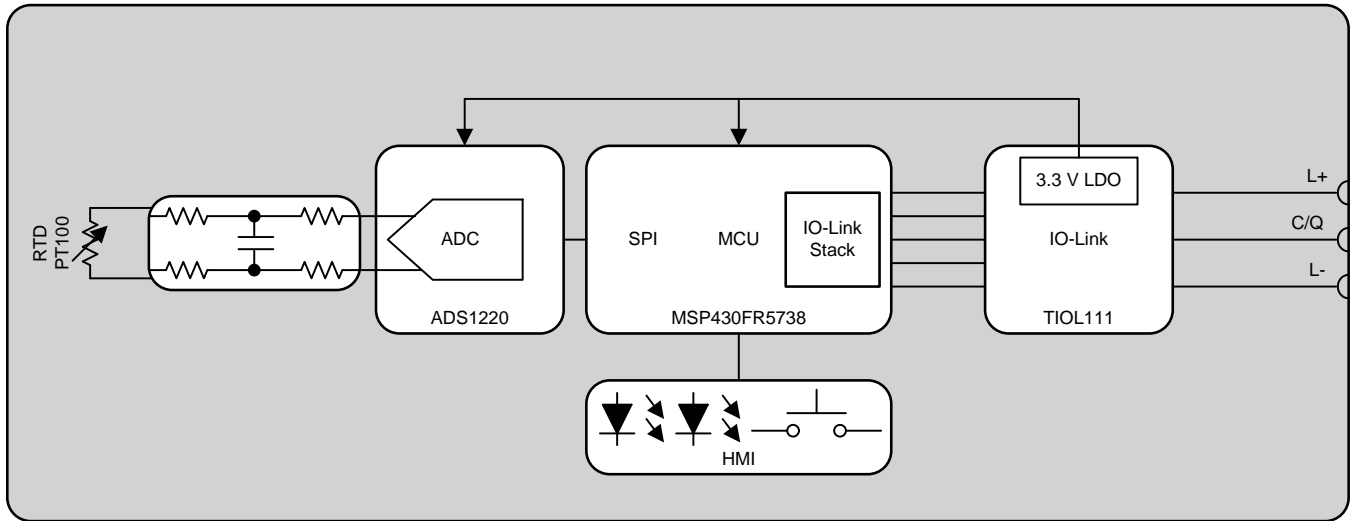 RTD
PT100
ADC
ADS1220
SPI
MCU
IO-Link
Stack
MSP430FR5738
3.3 V LDO
IO-Link
TIOL111
L+
C/Q
L-
HMI